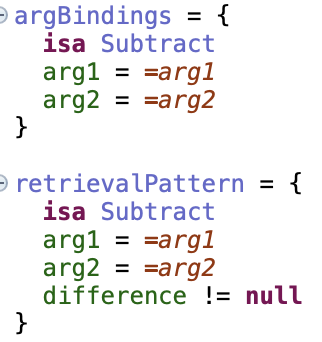 argBindings = {
isa Subtract
arg1 = =arg1
arg2 = =arg2
}
retrievalPattern = {
isa Subtract
arg1 = =arg1
arg2 = =arg2
difference != null
}